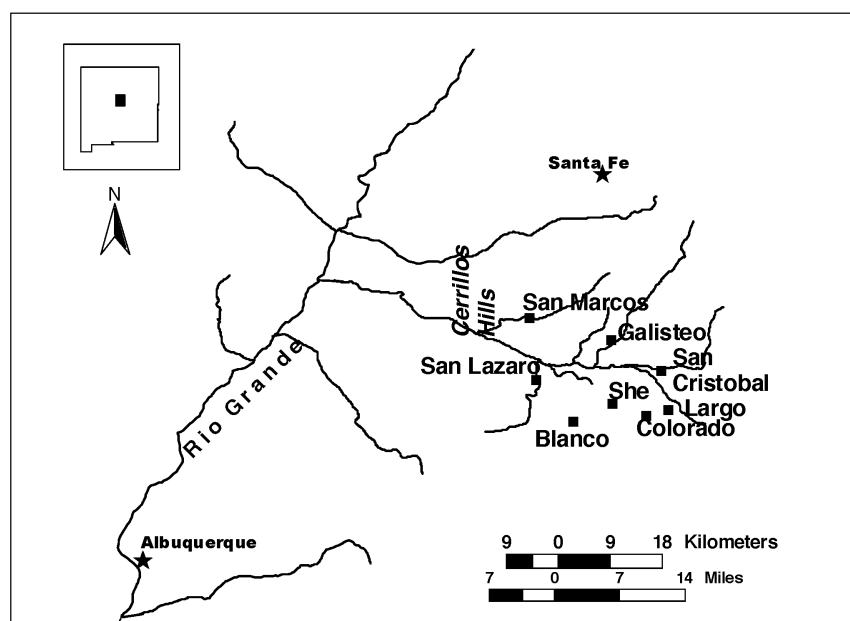 Santa Fe
N
Cerrillos
Hills
San Marcos
Galisteo
San Lazaro
San
Cristobal
She
Largo
Colorado
Blanco
Rio Grande
Albuquerque
9 0 9 18 Kilometers
7 0 7 14 Miles